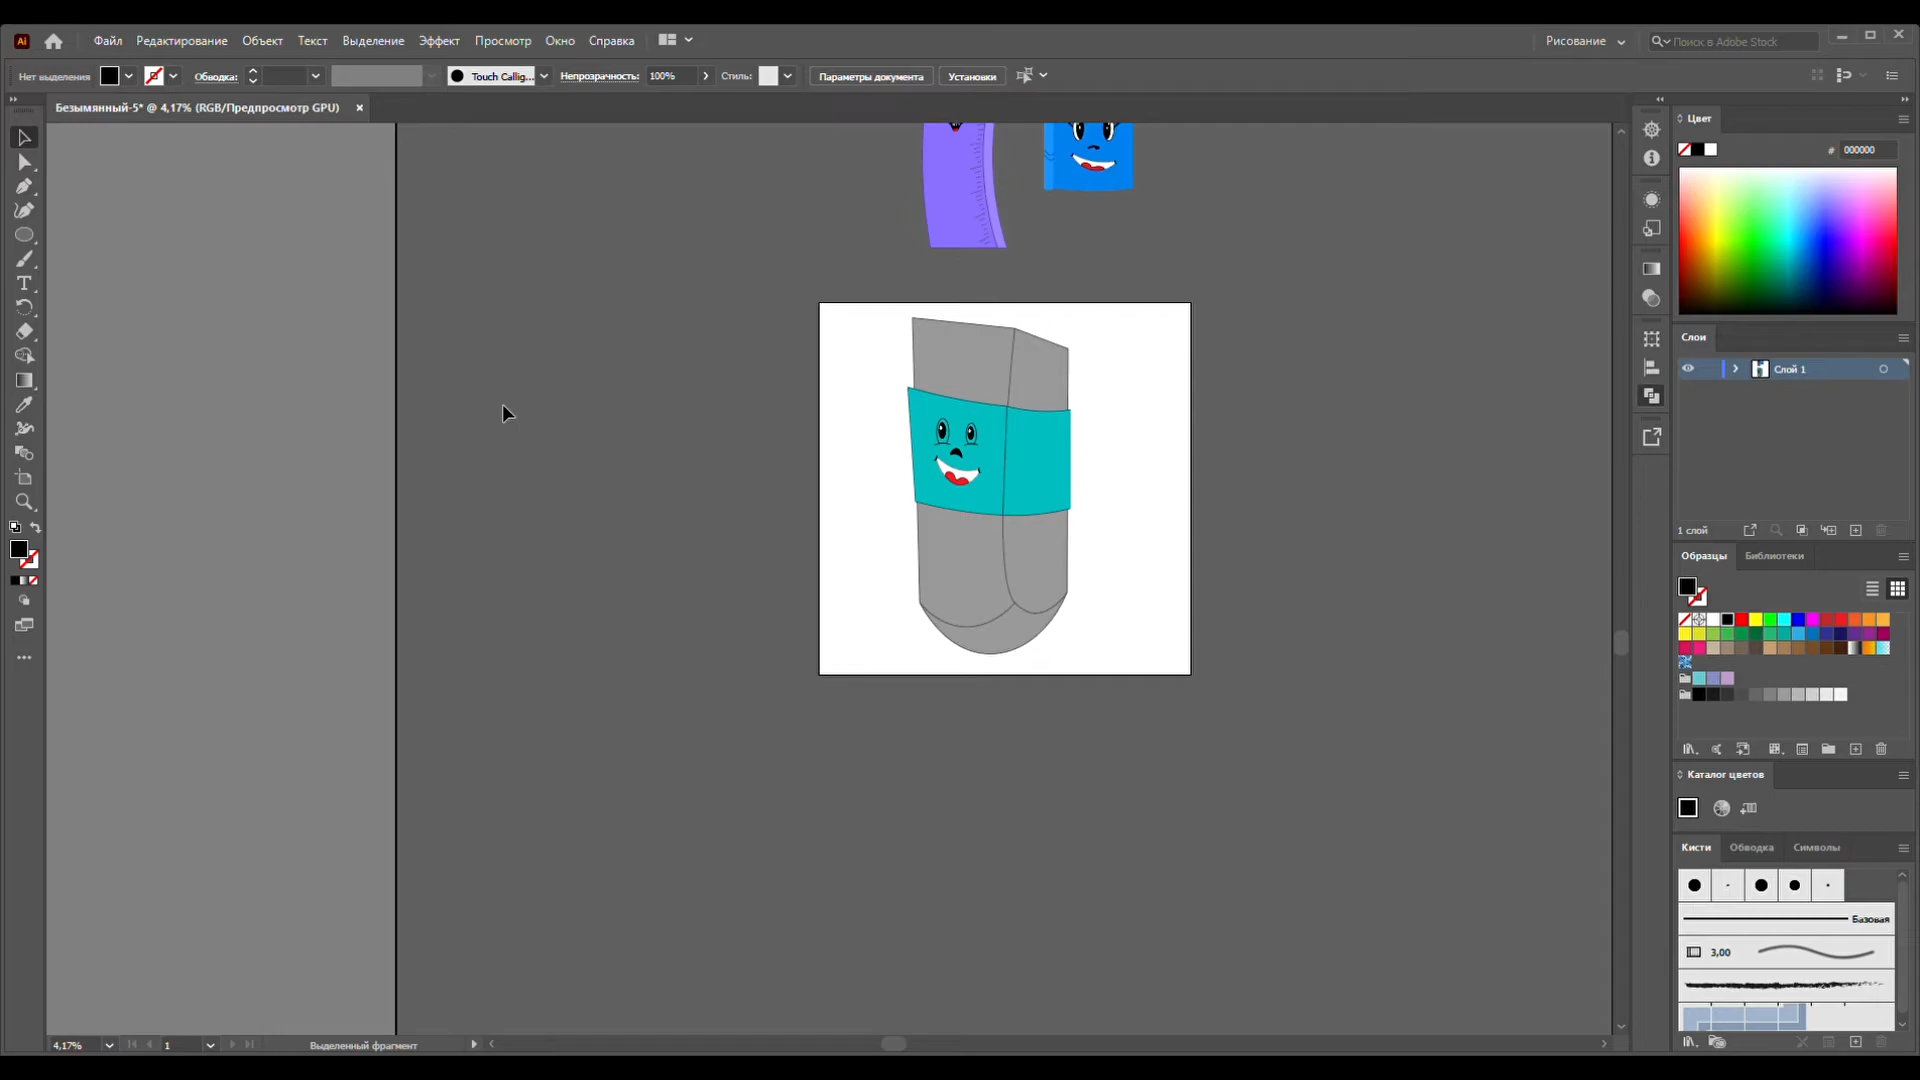 Ai Файл Редактирование Объект Текст Выделение Эффект Просмотр Окно Справка Рисование Поиск в Adobe Stock
Нет выделения Обводка: Touch Callig... Непрозрачность: 100% Стиль: Параметры документа Установки
Безымянный-5* @ 4,17% (RGB/Предпросмотр GPU)
Цвет
# 000000
Слои
Слой 1
1 слой
Образцы Библиотеки
Каталог цветов
Кисти Обводка Символы
Базовая
3,00
4,17% 1 Выделенный фрагмент